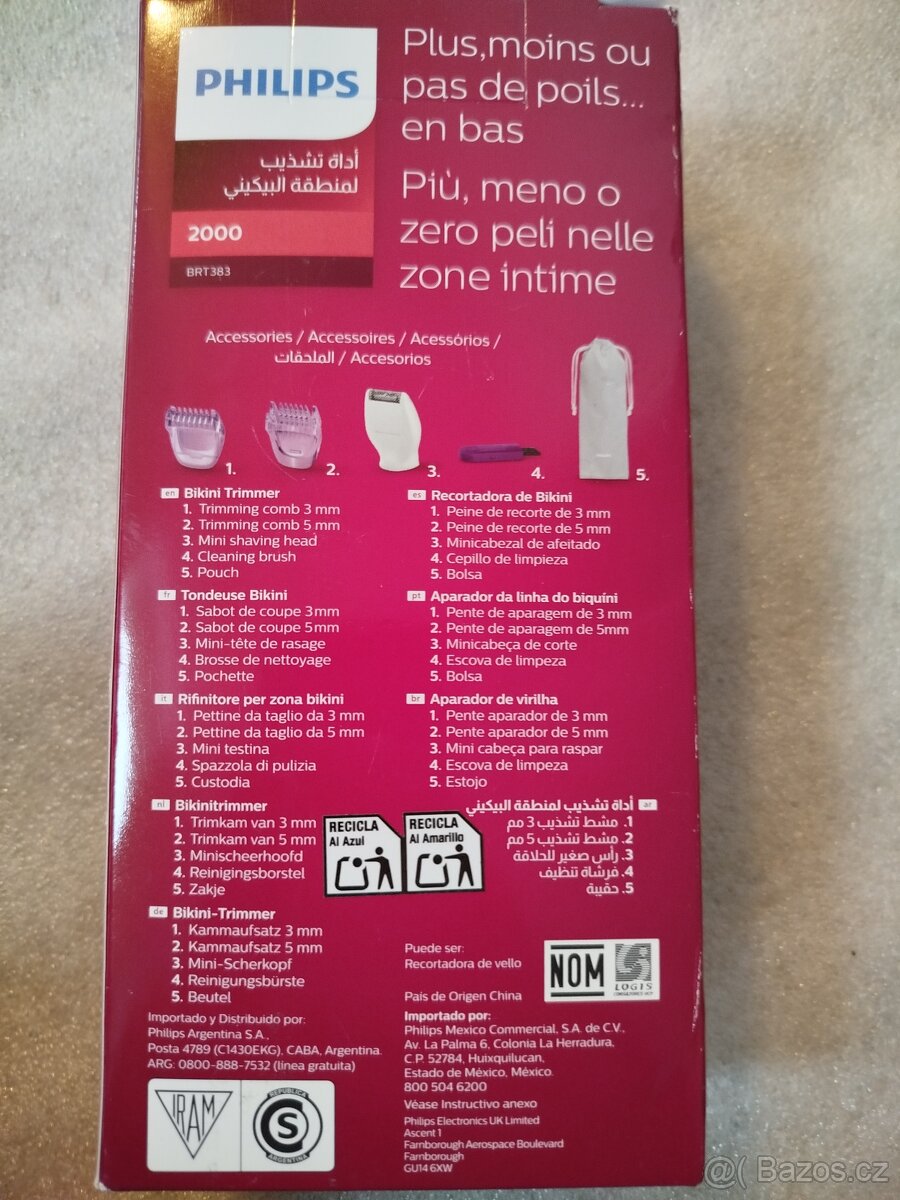 PHILIPS
أداة تشذيب
لمنطقة البيكيني
2000
BRT383
Plus,moins ou
pas de poils...
en bas
Più, meno o
zero peli nelle
zone intime
Accessories / Accessoires / Acessórios /
الملحقات / Accesorios
1.
2.
3.
4.
5.
en Bikini Trimmer
1. Trimming comb 3 mm
2. Trimming comb 5 mm
3. Mini shaving head
4. Cleaning brush
5. Pouch
es Recortadora de Bikini
1. Peine de recorte de 3 mm
2. Peine de recorte de 5 mm
3. Minicabezal de afeitado
4. Cepillo de limpieza
5. Bolsa
fr Tondeuse Bikini
1. Sabot de coupe 3mm
2. Sabot de coupe 5mm
3. Mini-tête de rasage
4. Brosse de nettoyage
5. Pochette
pt Aparador da linha do biquíni
1. Pente de aparagem de 3 mm
2. Pente de aparagem de 5mm
3. Minicabeça de corte
4. Escova de limpeza
5. Bolsa
it Rifinitore per zona bikini
1. Pettine da taglio da 3 mm
2. Pettine da taglio da 5 mm
3. Mini testina
4. Spazzola di pulizia
5. Custodia
br Aparador de virilha
1. Pente aparador de 3 mm
2. Pente aparador de 5 mm
3. Mini cabeça para raspar
4. Escova de limpeza
5. Estojo
nl Bikinitrimmer
1. Trimkam van 3 mm
2. Trimkam van 5 mm
3. Minischeerhoofd
4. Reinigingsborstel
5. Zakje
RECICLA
Al Azul
RECICLA
Al Amarillo
ar أداة تشذيب لمنطقة البيكيني
1. مشط تشذيب 3 مم
2. مشط تشذيب 5 مم
3. رأس صغير للحلاقة
4. فرشاة تنظيف
5. حقيبة
de Bikini-Trimmer
1. Kammaufsatz 3 mm
2. Kammaufsatz 5 mm
3. Mini-Scherkopf
4. Reinigungsbürste
5. Beutel
Importado y Distribuido por:
Philips Argentina S.A.,
Posta 4789 (C1430EKG), CABA, Argentina.
ARG: 0800-888-7532 (línea gratuita)
IRAM
REPUBLICA
S
ARGENTINA
Puede ser:
Recortadora de vello
País de Origen China
NOM
LOGIS
Importado por:
Philips Mexico Commercial, S.A. de C.V.,
Av. La Palma 6, Colonia La Herradura,
C.P. 52784, Huixquilucan,
Estado de México, México.
800 504 6200
Véase Instructivo anexo
Philips Electronics UK Limited
Ascent 1
Farnborough Aerospace Boulevard
Farnborough
GU14 6XW
@( Bazos.cz